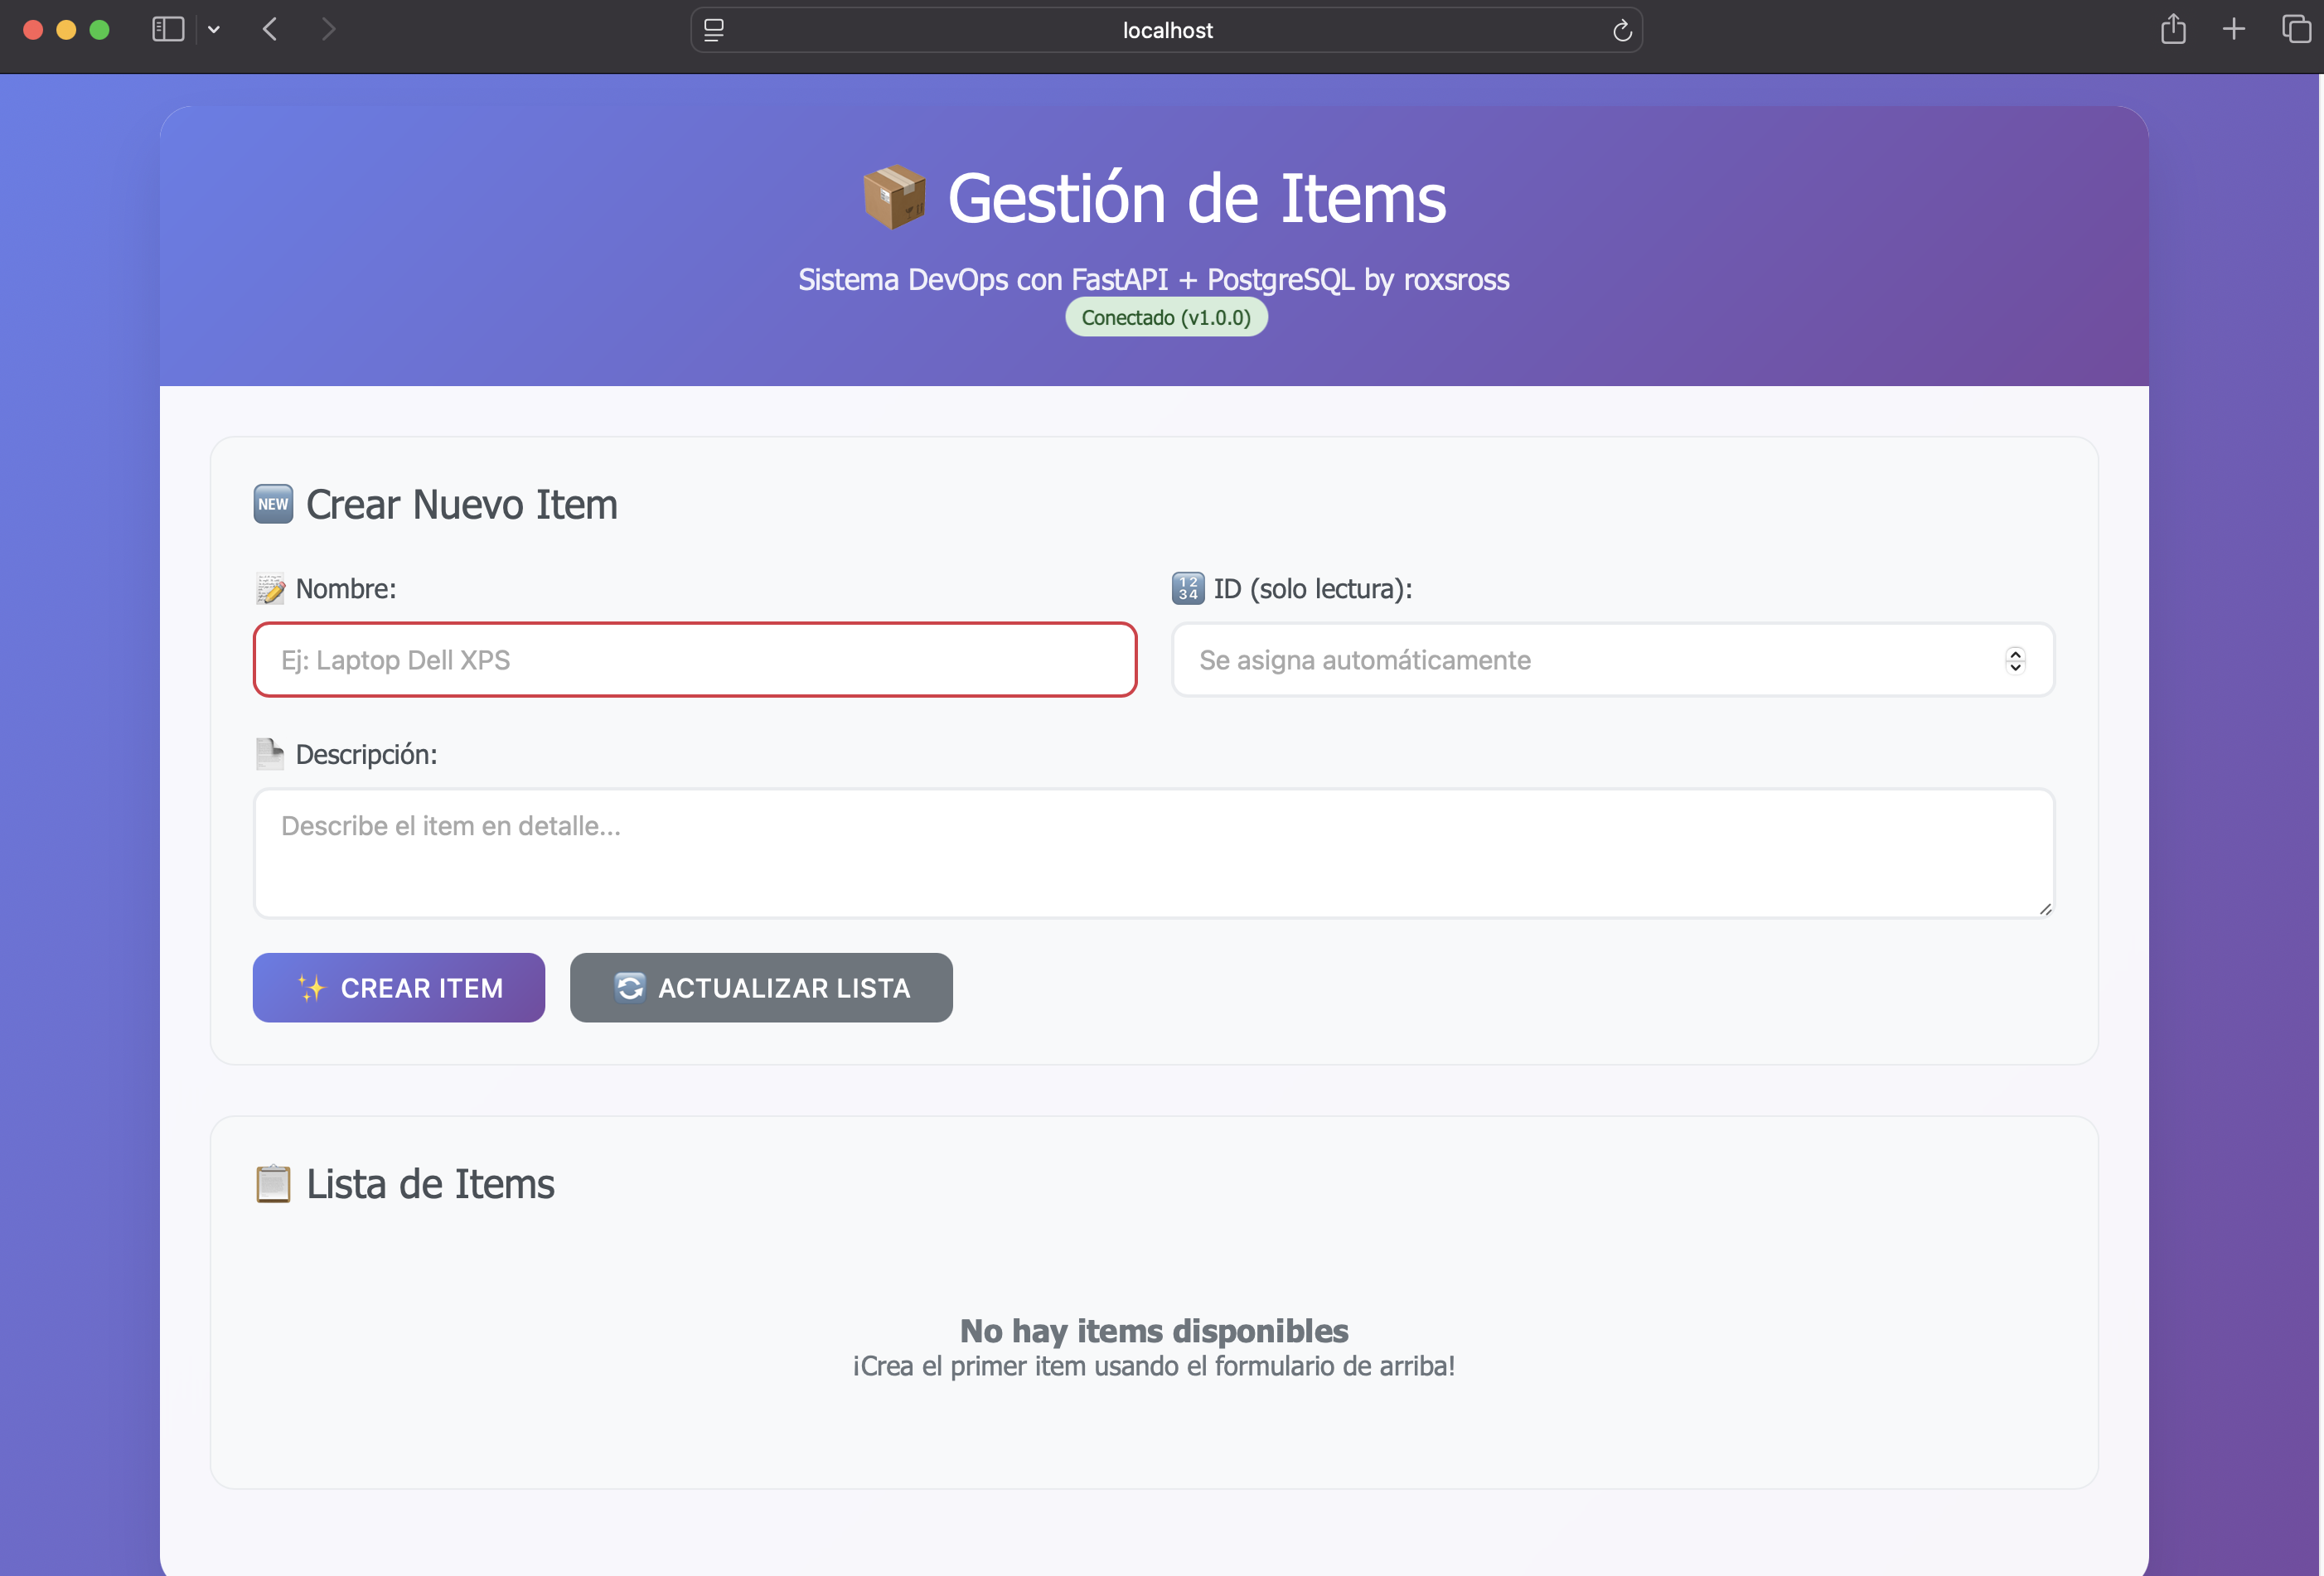 localhost
Gestión de Items
Sistema DevOps con FastAPI + PostgreSQL by roxsross
Conectado (v1.0.0)
NEW Crear Nuevo Item
Nombre:
1234 ID (solo lectura):
Ej: Laptop Dell XPS
Se asigna automáticamente
Descripción:
Describe el item en detalle...
CREAR ITEM
ACTUALIZAR LISTA
Lista de Items
No hay items disponibles
¡Crea el primer item usando el formulario de arriba!